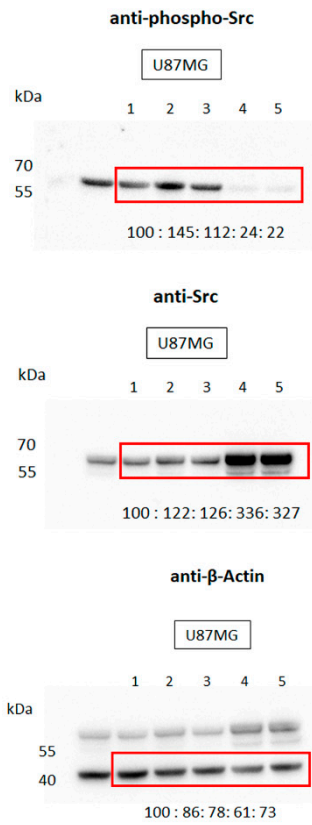 anti-phospho-Src
U87MG
kDa
1 2 3 4 5
70
55
100 : 145: 112: 24: 22
anti-Src
U87MG
kDa
1 2 3 4 5
70
55
100 : 122: 126: 336: 327
anti-β-Actin
U87MG
1 2 3 4 5
kDa
55
40
100 : 86: 78: 61: 73